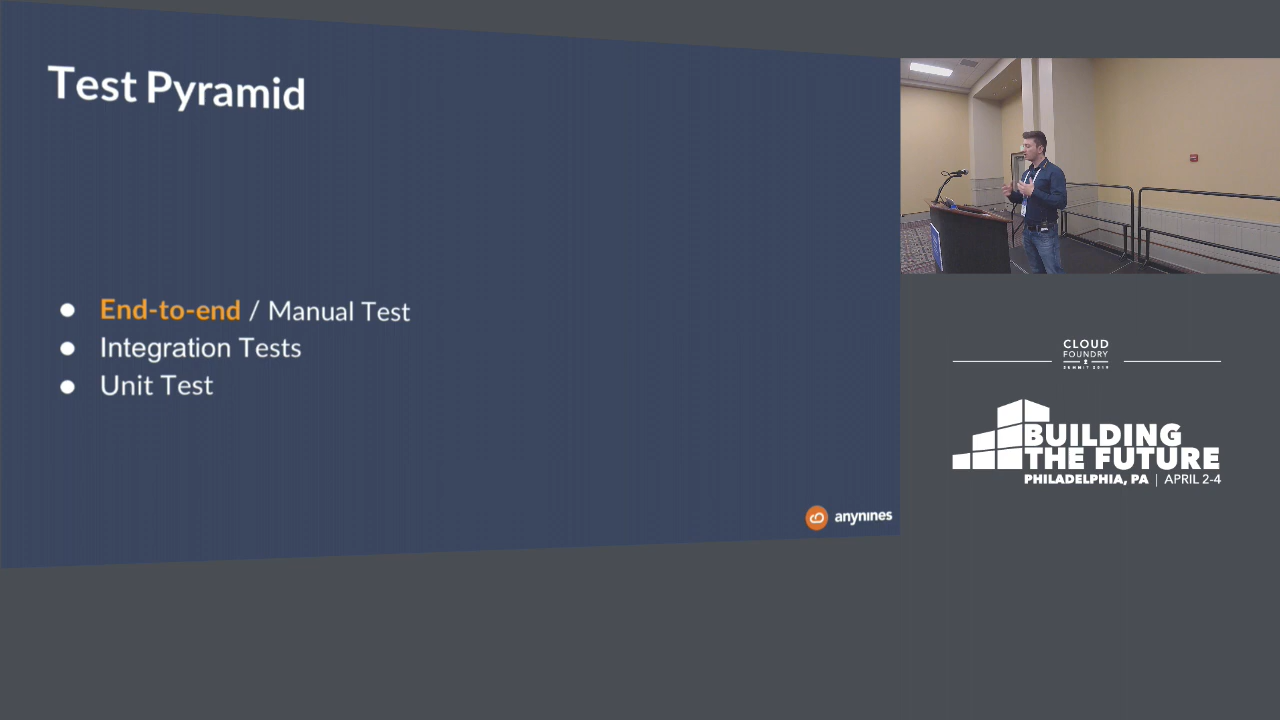 Test Pyramid
● End-to-end / Manual Test
● Integration Tests
● Unit Test
anynines
CLOUD
FOUNDRY
SUMMIT 2019
BUILDING
THE FUTURE
PHILADELPHIA, PA | APRIL 2-4